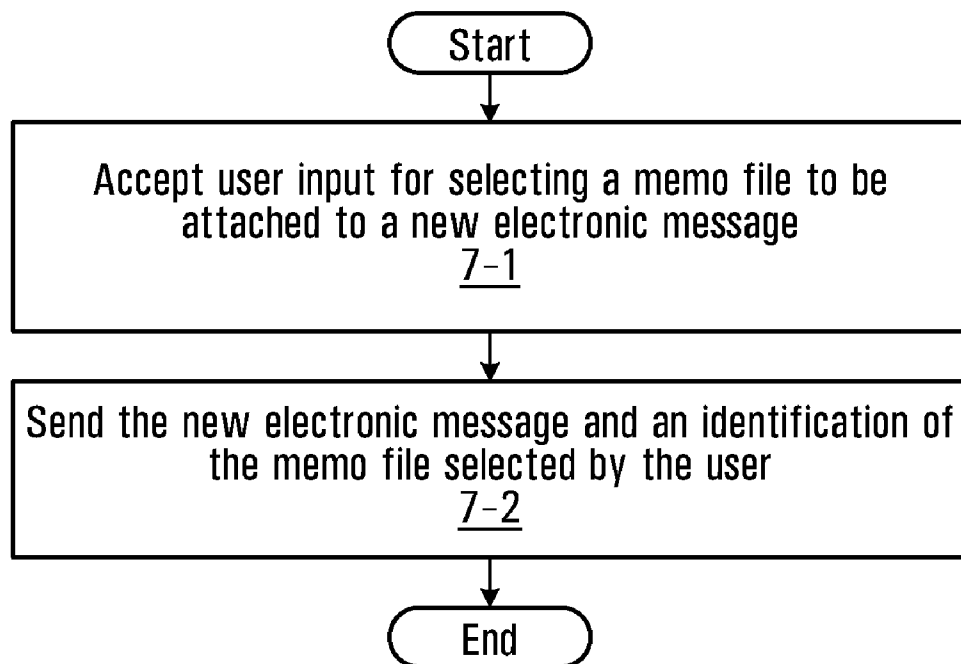 Start
Accept user input for selecting a memo file to be
attached to a new electronic message
7-1
Send the new electronic message and an identification of
the memo file selected by the user
7-2
End